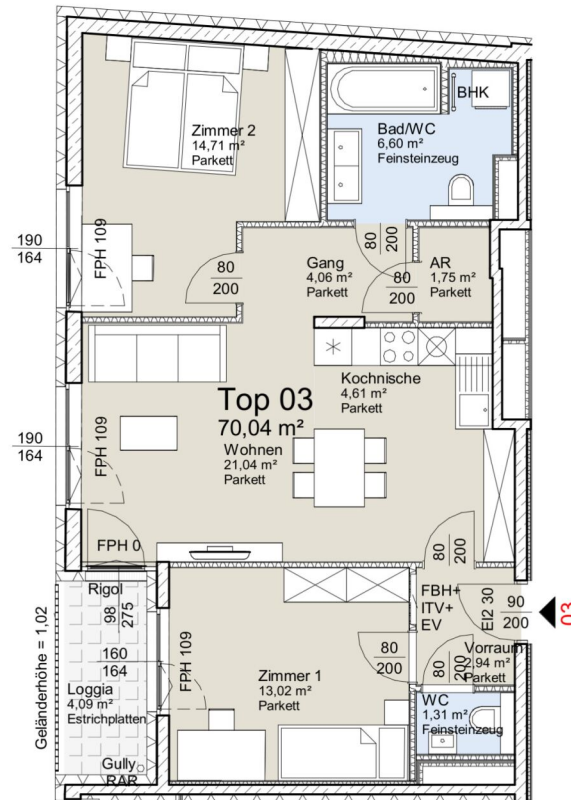 Zimmer 2
14,71 m²
Parkett
BHK
Bad/WC
6,60 m²
Feinsteinzeug
190
164
FPH 109
80
200
80
200
Gang
4,06 m²
Parkett
80
200
AR
1,75 m²
Parkett
Kochnische
4,61 m²
Parkett
Top 03
70,04 m²
Wohnen
21,04 m²
Parkett
190
164
FPH 109
FPH 0
80
200
Rigol
98
275
FBH+
ITV+
EV
EI2 30
90
200
03
Vorraum
2,94 m²
Parkett
Geländerhöhe = 1,02
160
164
FPH 109
Loggia
4,09 m²
Estrichplatten
Zimmer 1
13,02 m²
Parkett
80
200
80
200
WC
1,31 m²
Feinsteinzeug
Gully
RAR